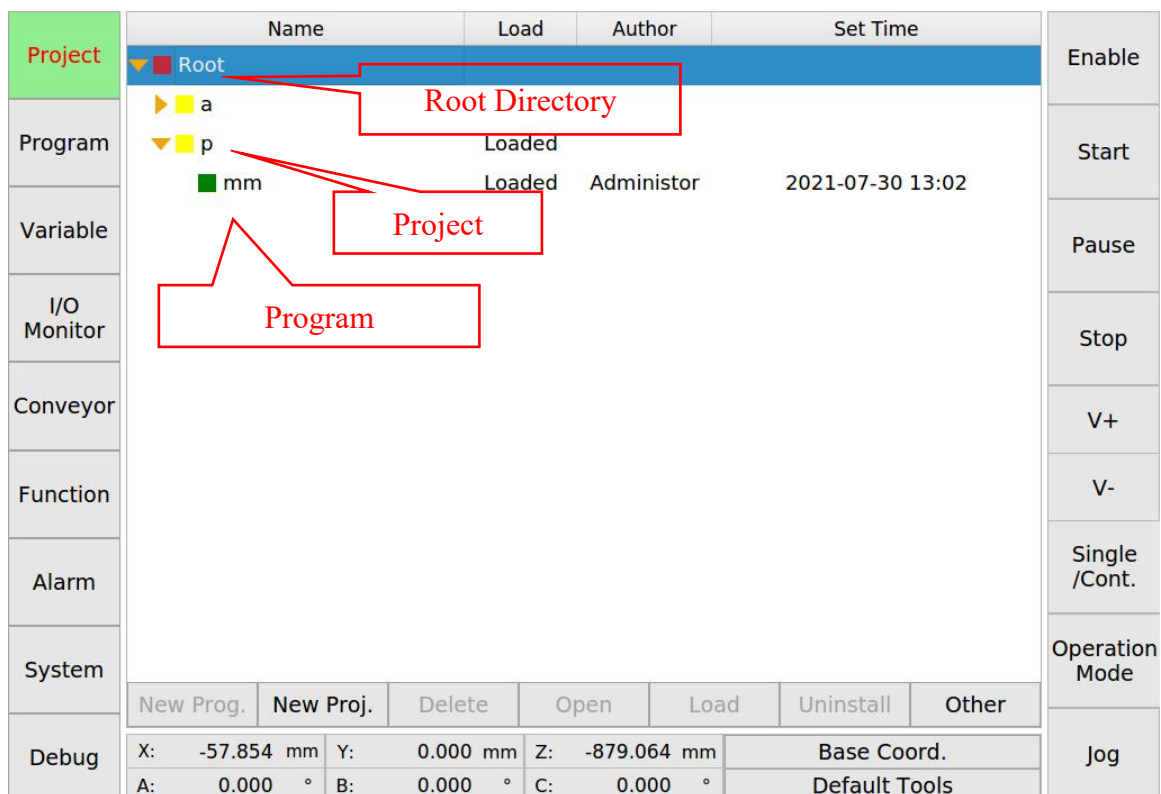 Project
Program
Variable
I/O
Monitor
Conveyor
Function
Alarm
System
Debug
Name Load Author Set Time
Root
Root Directory
a
p Loaded
mm Loaded Administor 2021-07-30 13:02
Project
Program
New Prog. New Proj. Delete Open Load Uninstall Other
X: -57.854 mm Y: 0.000 mm Z: -879.064 mm Base Coord.
A: 0.000 ° B: 0.000 ° C: 0.000 ° Default Tools
Enable
Start
Pause
Stop
V+
V-
Single
/Cont.
Operation
Mode
Jog